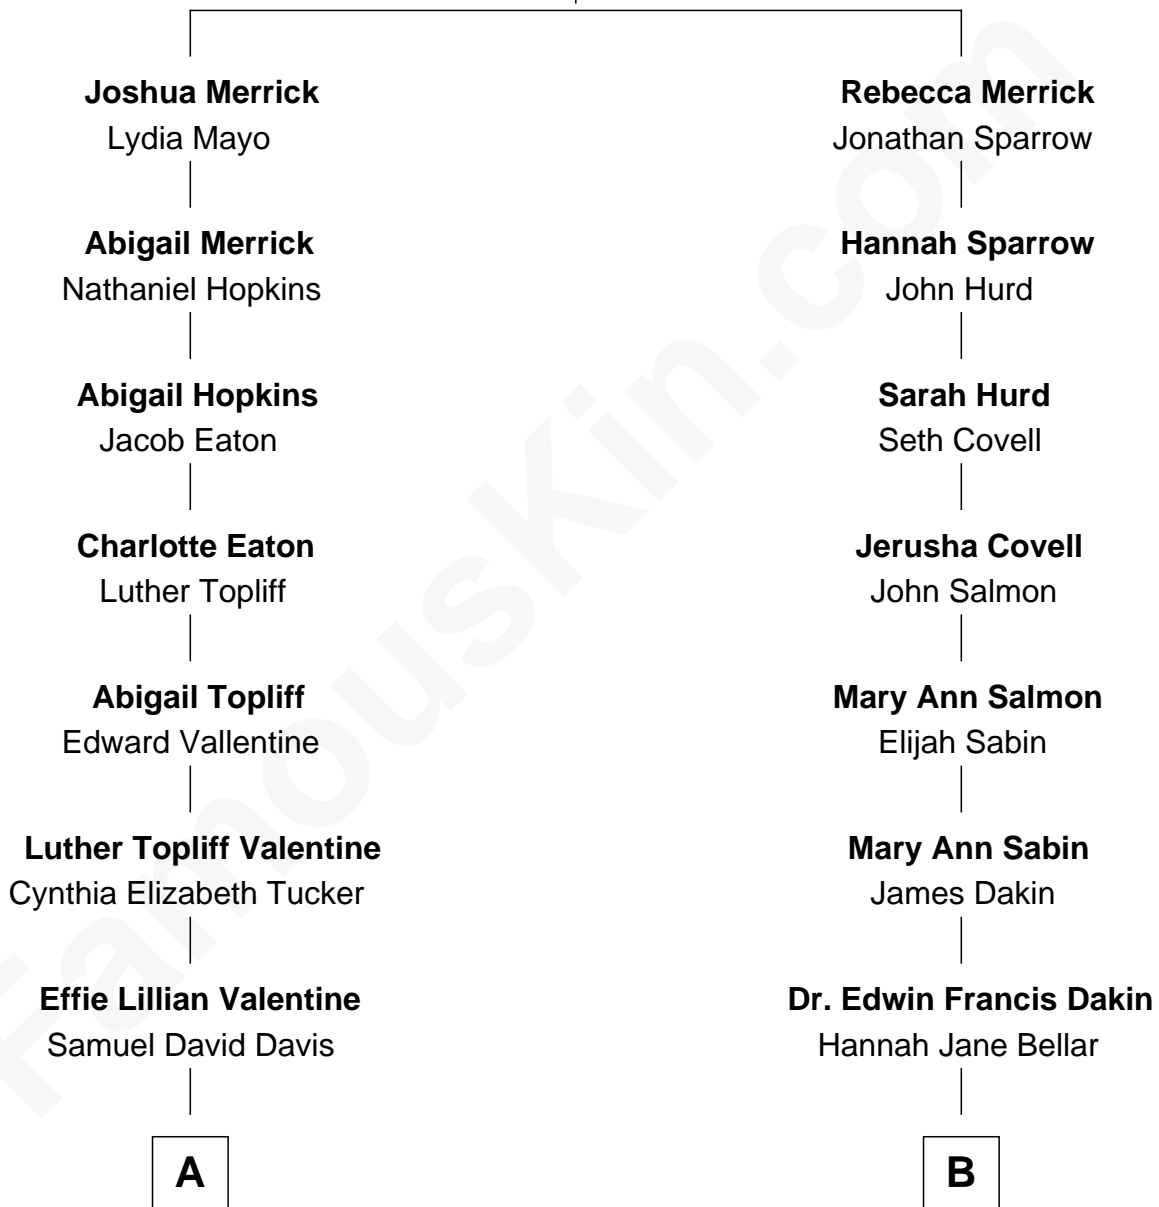 Joshua Merrick
Lydia Mayo
Abigail Merrick
Nathaniel Hopkins
Abigail Hopkins
Jacob Eaton
Charlotte Eaton
Luther Topliff
Abigail Topliff
Edward Vallentine
Luther Topliff Valentine
Cynthia Elizabeth Tucker
Effie Lillian Valentine
Samuel David Davis
A
Rebecca Merrick
Jonathan Sparrow
Hannah Sparrow
John Hurd
Sarah Hurd
Seth Covell
Jerusha Covell
John Salmon
Mary Ann Salmon
Elijah Sabin
Mary Ann Sabin
James Dakin
Dr. Edwin Francis Dakin
Hannah Jane Bellar
B
FamousKin.com